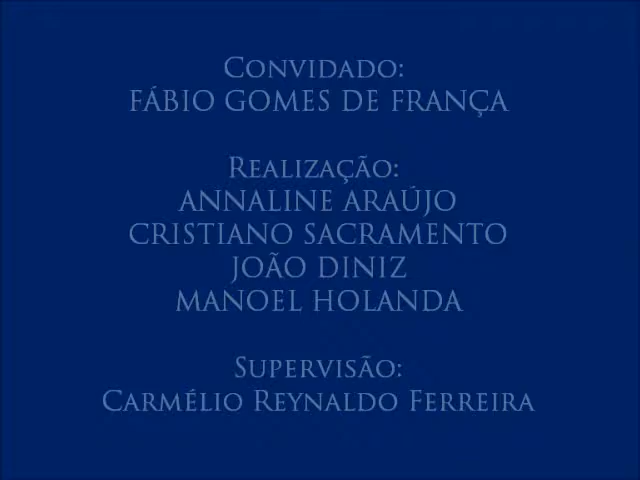 Convidado:
FÁBIO GOMES DE FRANÇA
Realização:
ANNALINE ARAÚJO
CRISTIANO SACRAMENTO
JOÃO DINIZ
MANOEL HOLANDA
Supervisão:
Carmélio Reynaldo Ferreira